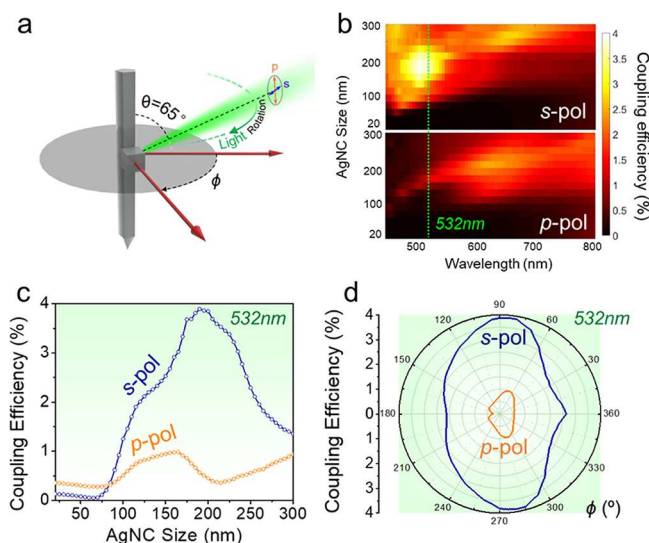 a
p
s
θ=65°
Light
Rotation
ϕ
b
AgNC Size (nm)
300
200
100
20
s-pol
300
200
100
20
p-pol
532nm
500
600
700
800
Wavelength (nm)
4
3.5
3
2.5
2
1.5
1
0.5
0
Coupling efficiency (%)
c
Coupling Efficiency (%)
4
3
2
1
0
532nm
s-pol
p-pol
50
100
150
200
250
300
AgNC Size (nm)
d
Coupling Efficiency (%)
4
3
2
1
0
1
2
3
4
532nm
90
120
60
150
30
180
360
210
330
240
300
270
s-pol
p-pol
ϕ (°)